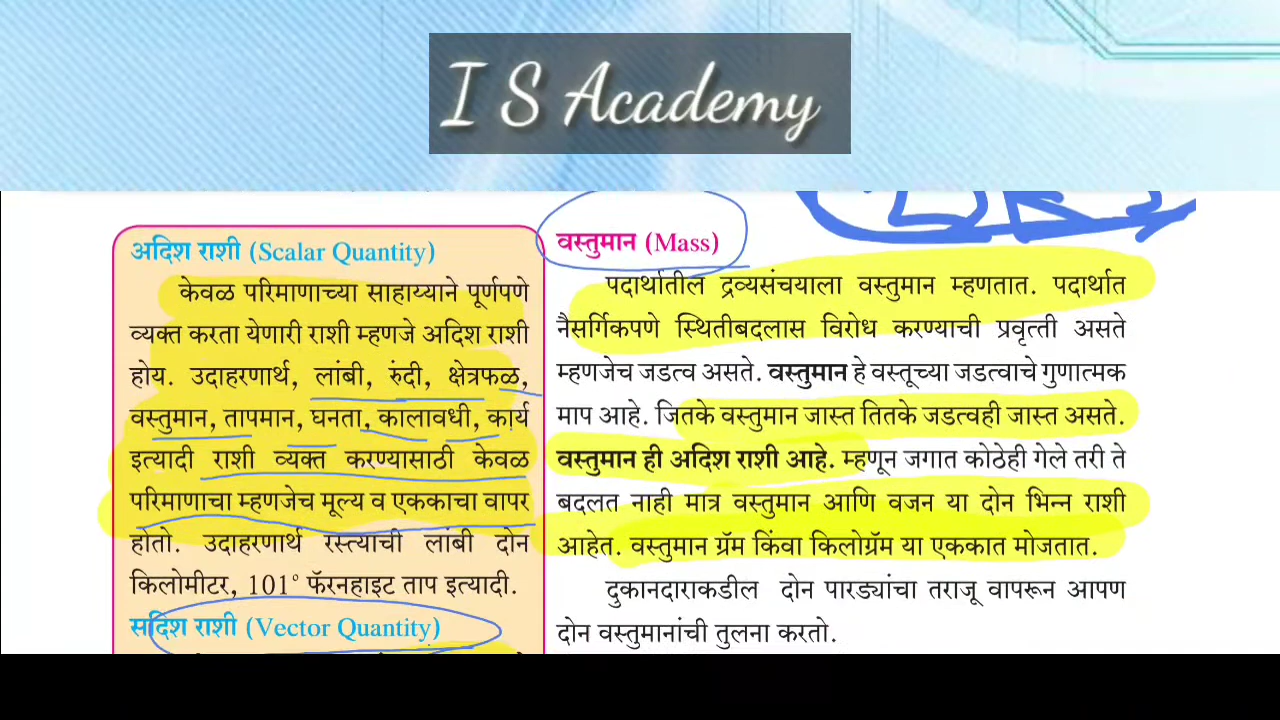 I S Academy
अदिश राशी (Scalar Quantity)
केवळ परिमाणाच्या साहाय्याने पूर्णपणे
व्यक्त करता येणारी राशी म्हणजे अदिश राशी
होय. उदाहरणार्थ, लांबी, रुंदी, क्षेत्रफळ,
वस्तुमान, तापमान, घनता, कालावधी, कार्य
इत्यादी राशी व्यक्त करण्यासाठी केवळ
परिमाणाचा म्हणजेच मूल्य व एककाचा वापर
होतो. उदाहरणार्थ रस्त्याची लांबी दोन
किलोमीटर, 101° फॅरनहाइट ताप इत्यादी.
सदिश राशी (Vector Quantity)
वस्तुमान (Mass)
पदार्थातील द्रव्यसंचयाला वस्तुमान म्हणतात. पदार्थात
नैसर्गिकपणे स्थितीबदलास विरोध करण्याची प्रवृत्ती असते
म्हणजेच जडत्व असते. वस्तुमान हे वस्तूच्या जडत्वाचे गुणात्मक
माप आहे. जितके वस्तुमान जास्त तितके जडत्वही जास्त असते.
वस्तुमान ही अदिश राशी आहे. म्हणून जगात कोठेही गेले तरी ते
बदलत नाही मात्र वस्तुमान आणि वजन या दोन भिन्न राशी
आहेत. वस्तुमान ग्रॅम किंवा किलोग्रॅम या एककात मोजतात.
दुकानदाराकडील दोन पारड्यांचा तराजू वापरून आपण
दोन वस्तुमानांची तुलना करतो.